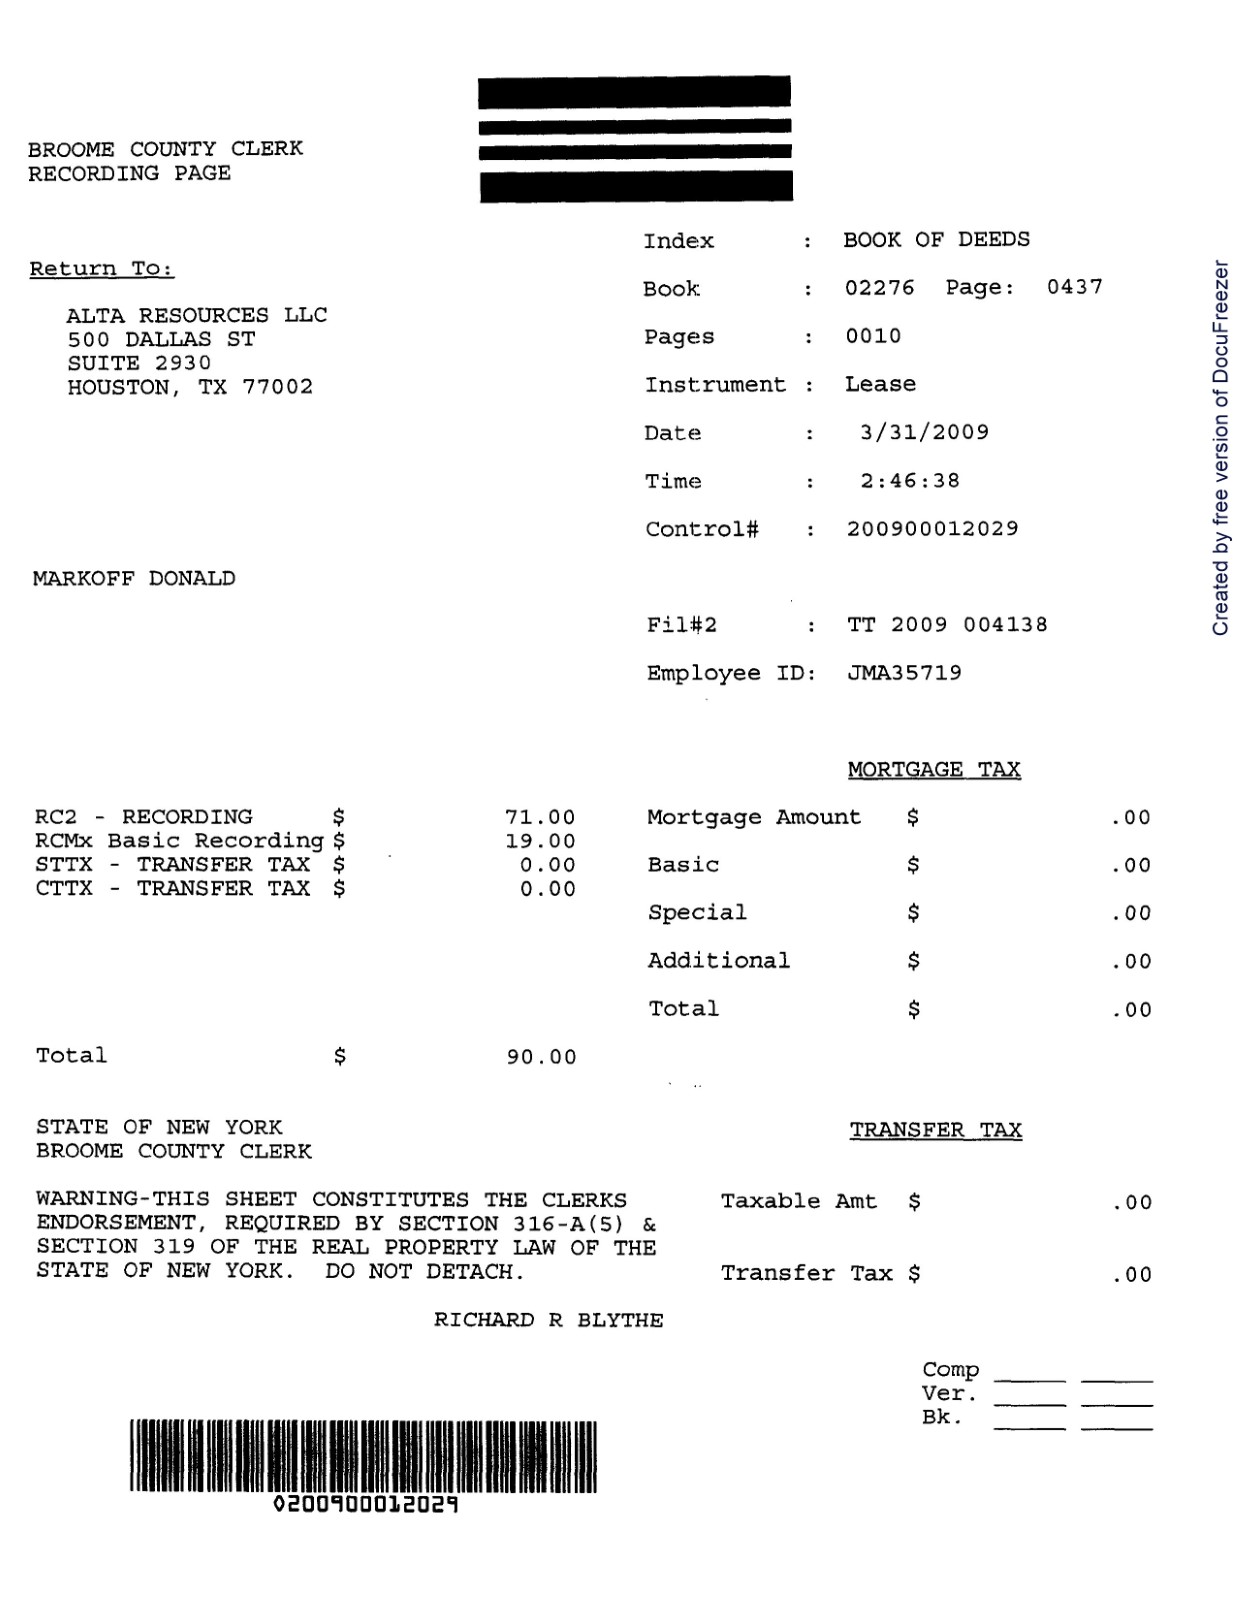 BROOME COUNTY CLERK
RECORDING PAGE
Return To:
ALTA RESOURCES LLC
500 DALLAS ST
SUITE 2930
HOUSTON, TX 77002
Index : BOOK OF DEEDS
Book : 02276 Page: 0437
Pages : 0010
Instrument : Lease
Date : 3/31/2009
Time : 2:46:38
Control# : 200900012029
MARKOFF DONALD
Fil#2 : TT 2009 004138
Employee ID: JMA35719
RC2 - RECORDING $ 71.00
RCMx Basic Recording $ 19.00
STTX - TRANSFER TAX $ 0.00
CTTX - TRANSFER TAX $ 0.00
Total $ 90.00
MORTGAGE TAX
Mortgage Amount $ .00
Basic $ .00
Special $ .00
Additional $ .00
Total $ .00
STATE OF NEW YORK
BROOME COUNTY CLERK
WARNING-THIS SHEET CONSTITUTES THE CLERKS
ENDORSEMENT, REQUIRED BY SECTION 316-A(5) &
SECTION 319 OF THE REAL PROPERTY LAW OF THE
STATE OF NEW YORK. DO NOT DETACH.
RICHARD R BLYTHE
TRANSFER TAX
Taxable Amt $ .00
Transfer Tax $ .00
Comp
Ver.
Bk.
0200900012029
Created by free version of DocuFreezer